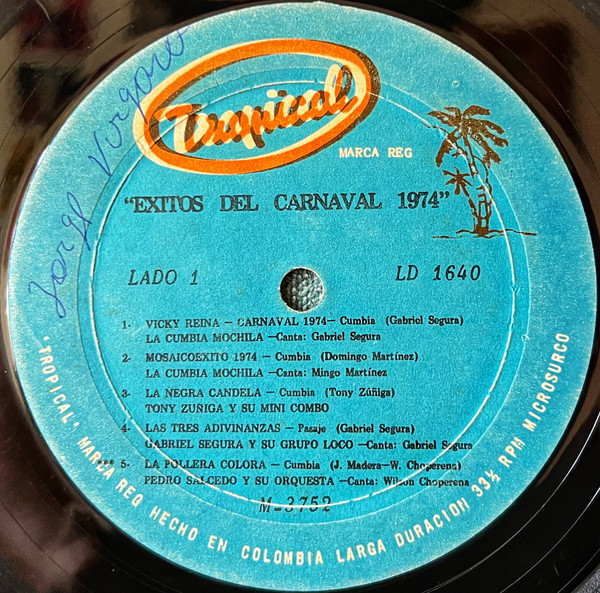 Jorge Vergara
Tropical
MARCA REG
"EXITOS DEL CARNAVAL 1974"
LADO 1
LD 1640
1- VICKY REINA — CARNAVAL 1974— Cumbia (Gabriel Segura)
LA CUMBIA MOCHILA —Canta: Gabriel Segura
2- MOSAICOEXITO 1974 — Cumbia (Domingo Martínez)
LA CUMBIA MOCHILA —Canta: Mingo Martínez
3- LA NEGRA CANDELA — Cumbia (Tony Zúñiga)
TONY ZUÑIGA Y SU MINI COMBO
4- LAS TRES ADIVINANZAS — Pasaje (Gabriel Segura)
GABRIEL SEGURA Y SU GRUPO LOCO —Canta: Gabriel Segura
*** 5- LA POLLERA COLORA — Cumbia (J. Madera—W. Choperena)
PEDRO SALCEDO Y SU ORQUESTA —Canta: Wilson Choperena
M-3752
'TROPICAL' MARCA REG HECHO EN COLOMBIA LARGA DURACION 33⅓ RPM MICROSURCO